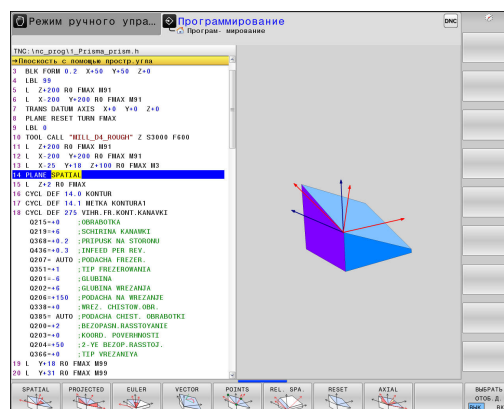 Режим ручного упра...
Программирование
Програм- мирование
DNC
TNC:\nc_prog\1_Prisma_prism.h
→Плоскость с помощью простр.угла
3 BLK FORM 0.2 X+50 Y+50 Z+0
4 LBL 99
5 L Z+200 R0 FMAX M91
6 L X-200 Y+200 R0 FMAX M91
7 TRANS DATUM AXIS X+0 Y+0 Z+0
8 PLANE RESET TURN FMAX
9 LBL 0
10 TOOL CALL "MILL_D4_ROUGH" Z S3000 F600
11 L Z+200 R0 FMAX M91
12 L X-200 Y+200 R0 FMAX M91
13 L X-25 Y+18 Z+100 R0 FMAX M3
14 PLANE SPATIAL
15 L Z+2 R0 FMAX
16 CYCL DEF 14.0 KONTUR
17 CYCL DEF 14.1 METKA KONTURA1
18 CYCL DEF 275 VIHR.FR.KONT.KANAVKI
Q215=+0 ;OBRABOTKA
Q219=+6 ;SCHIRINA KANAWKI
Q368=+0.2 ;PRIPUSK NA STORONU
Q436=+0.3 ;INFEED PER REV.
Q207= AUTO ;PODACHA FREZER.
Q351=+1 ;TIP FREZEROWANIA
Q201=-6 ;GLUBINA
Q202=+6 ;GLUBINA WREZANJA
Q206=+150 ;PODACHA NA WREZANJE
Q338=+0 ;WREZ. CHISTOW.OBR.
Q385= AUTO ;PODACHA CHIST. OBRABOTKI
Q200=+2 ;BEZOPASN.RASSTOYANIE
Q203=+0 ;KOORD. POVERHNOSTI
Q204=+50 ;2-YE BEZOP.RASSTOJ.
Q366=+0 ;TIP VREZANIYA
19 L Y+18 R0 FMAX M99
20 L Y+31 R0 FMAX M99
SPATIAL
PROJECTED
EULER
VECTOR
POINTS
REL. SPA.
RESET
AXIAL
ВЫБРАТЬ